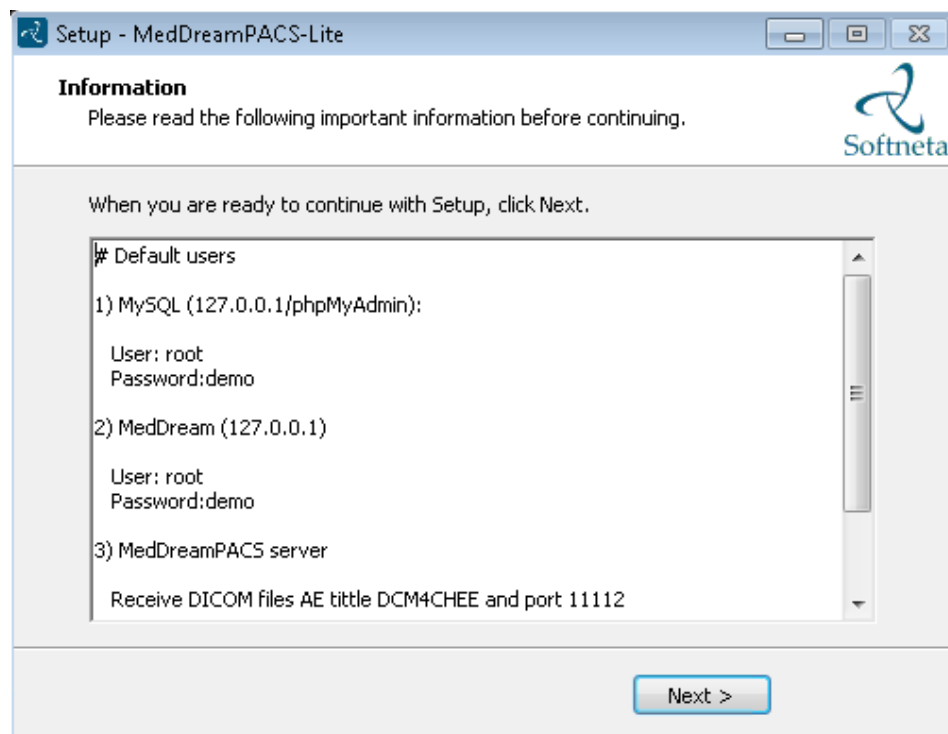 Setup - MedDreamPACS-Lite
Information
Please read the following important information before continuing.
Softneta
When you are ready to continue with Setup, click Next.
# Default users
1) MySQL (127.0.0.1/phpMyAdmin):
User: root
Password:demo
2) MedDream (127.0.0.1)
User: root
Password:demo
3) MedDreamPACS server
Receive DICOM files AE tittle DCM4CHEE and port 11112
Next >